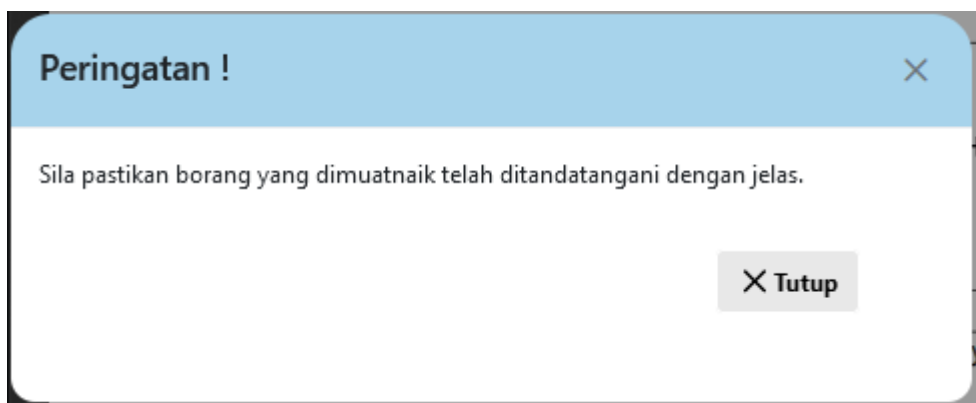 Peringatan !
Sila pastikan borang yang dimuatnaik telah ditandatangani dengan jelas.
Tutup